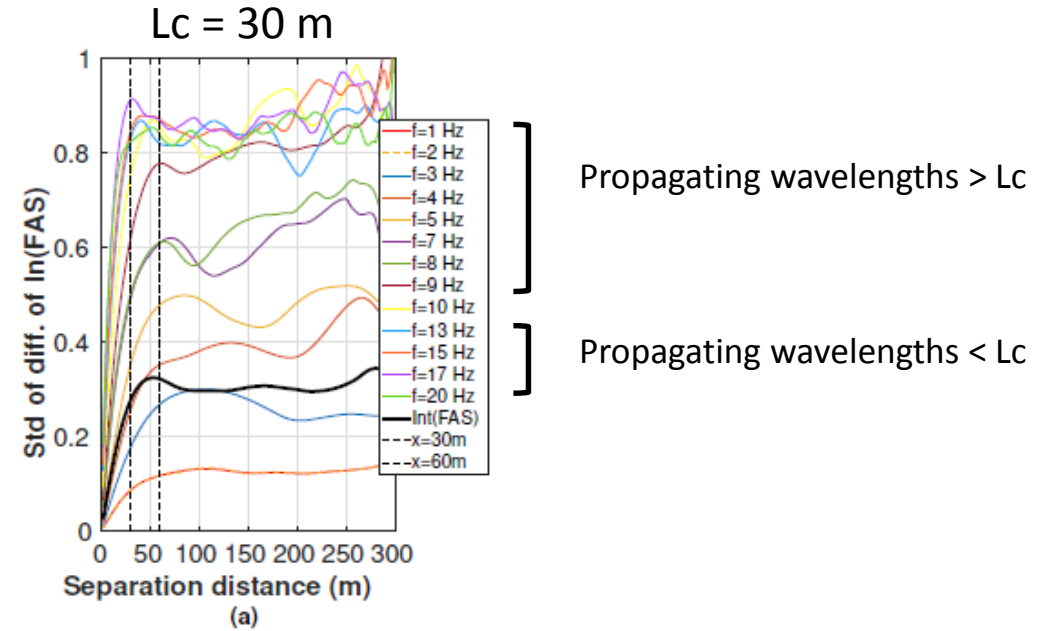 Lc = 30 m
1
0.8
0.6
0.4
0.2
0
Std of diff. of ln(FAS)
0 50 100 150 200 250 300
Separation distance (m)
(a)
f=1 Hz
f=2 Hz
f=3 Hz
f=4 Hz
f=5 Hz
f=7 Hz
f=8 Hz
f=9 Hz
f=10 Hz
f=13 Hz
f=15 Hz
f=17 Hz
f=20 Hz
Int(FAS)
x=30m
x=60m
Propagating wavelengths > Lc
Propagating wavelengths < Lc